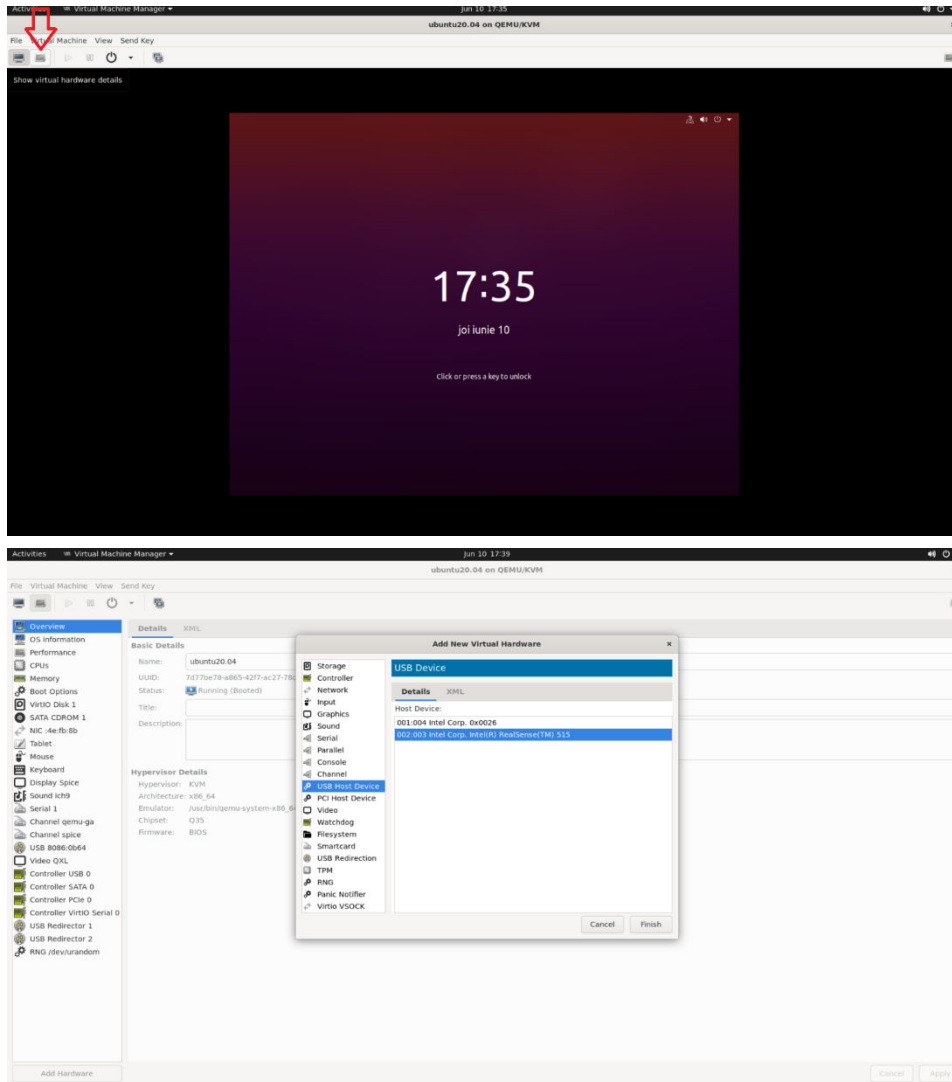 Virtual Machine Manager
Jun 10 17:35
ubuntu20.04 on QEMU/KVM
File Virtual Machine View Send Key
Show virtual hardware details
17:35
joi iunie 10
Click or press a key to unlock
Activities Virtual Machine Manager
Jun 10 17:39
ubuntu20.04 on QEMU/KVM
File Virtual Machine View Send Key
Overview
OS information
Performance
CPUs
Memory
Boot Options
VirtIO Disk 1
SATA CDROM 1
NIC :4e:fb:8b
Tablet
Mouse
Keyboard
Display Spice
Sound ich9
Serial 1
Channel qemu-ga
Channel spice
USB 8086:0b64
Video QXL
Controller USB 0
Controller SATA 0
Controller PCIe 0
Controller VirtIO Serial 0
USB Redirector 1
USB Redirector 2
RNG /dev/urandom
Add Hardware
Details XML
Basic Details
Name: ubuntu20.04
UUID: 7d77be78-a865-42f7-ac27-78
Status: Running (Booted)
Title:
Description:
Hypervisor Details
Hypervisor: KVM
Architecture: x86_64
Emulator: /usr/bin/qemu-system-x86_6
Chipset: Q35
Firmware: BIOS
Add New Virtual Hardware
Storage
Controller
Network
Input
Graphics
Sound
Serial
Parallel
Console
Channel
USB Host Device
PCI Host Device
Video
Watchdog
Filesystem
Smartcard
USB Redirection
TPM
RNG
Panic Notifier
Virtio VSOCK
USB Device
Details XML
Host Device:
001:004 Intel Corp. 0x0026
002:003 Intel Corp. Intel(R) RealSense(TM) 515
Cancel Finish
Cancel Apply